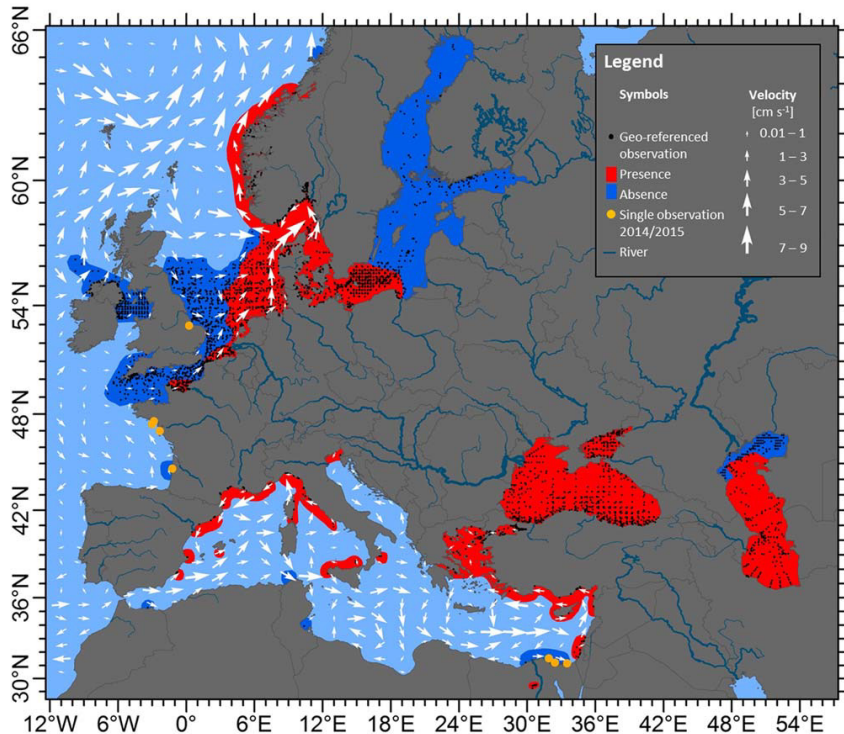 66°N
60°N
54°N
48°N
42°N
36°N
30°N
Legend
Symbols
Velocity
[cm s⁻¹]
Geo-referenced
observation
Presence
Absence
Single observation
2014/2015
River
0.01 – 1
1 – 3
3 – 5
5 – 7
7 – 9
12°W 6°W 0° 6°E 12°E 18°E 24°E 30°E 36°E 42°E 48°E 54°E